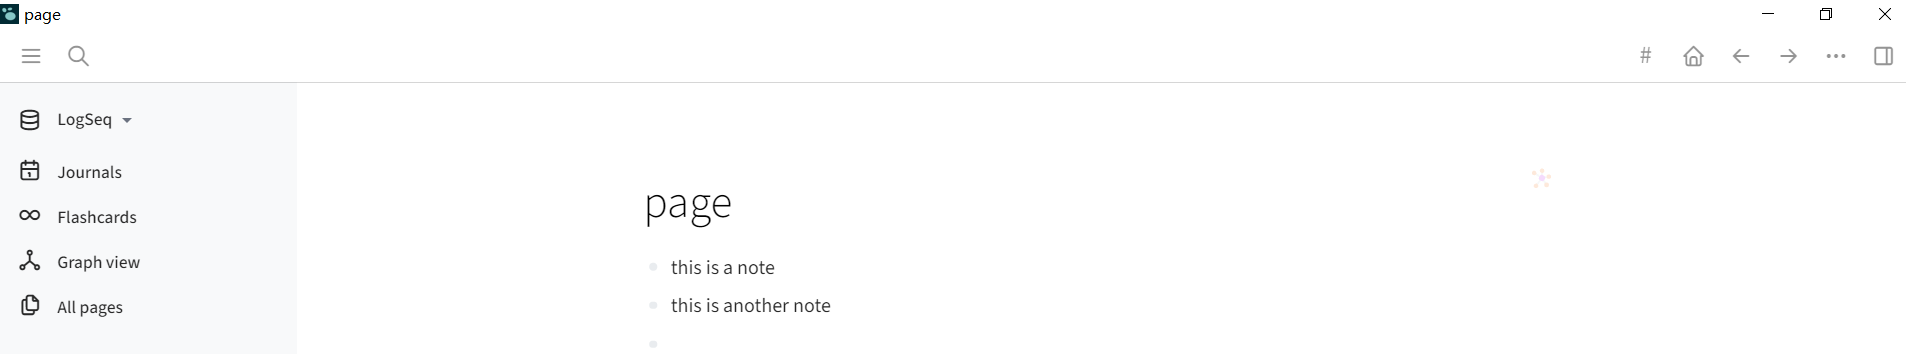 page
#
LogSeq
Journals
Flashcards
Graph view
All pages
page
this is a note
this is another note